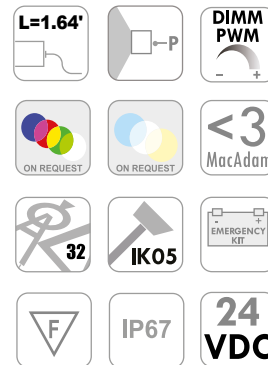 L=1.64'
P
DIMM
PWM
- +
ON REQUEST
ON REQUEST
<3
MacAdam
32
IK05
- +
EMERGENCY
KIT
F
IP67
24
VDC